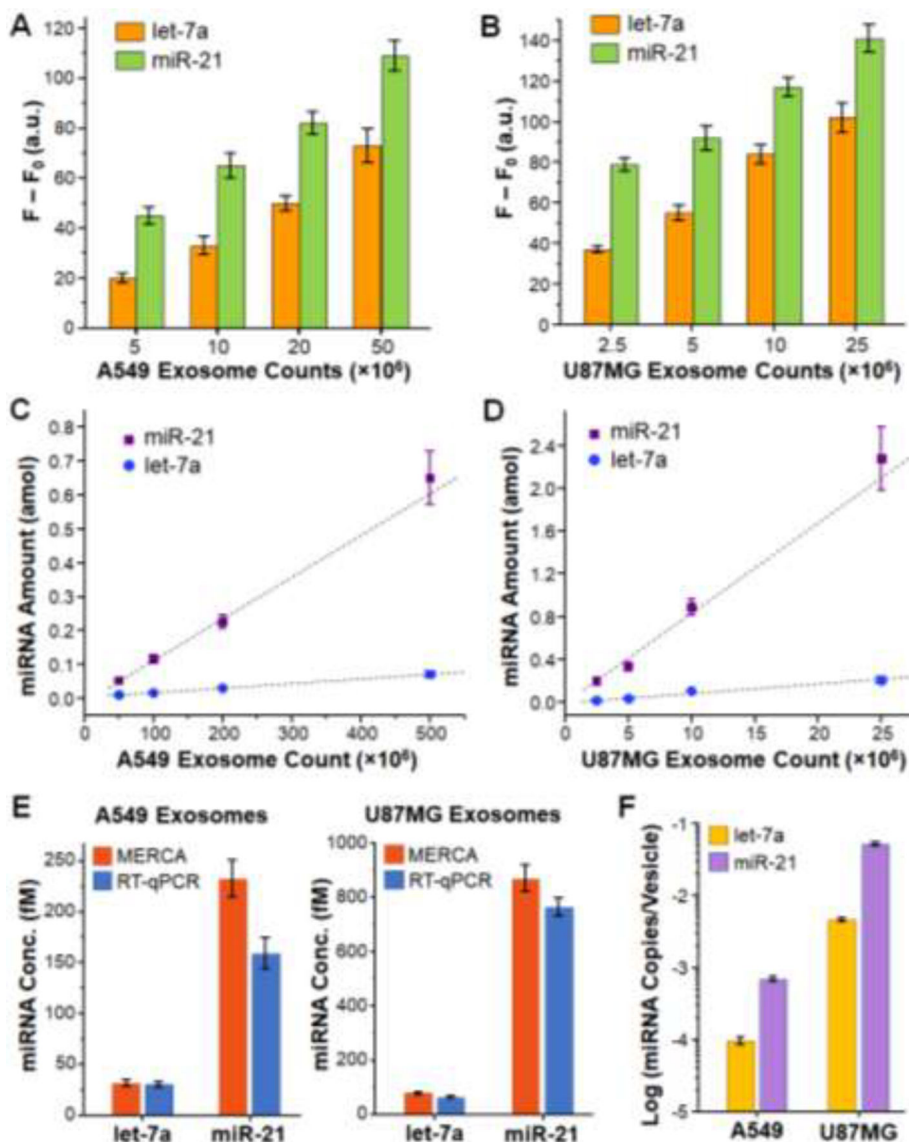 A
let-7a
miR-21
F – F₀ (a.u.)
120
100
80
60
40
20
0
5 10 20 50
A549 Exosome Counts (×10⁶)
B
let-7a
miR-21
F – F₀ (a.u.)
140
120
100
80
60
40
20
0
2.5 5 10 25
U87MG Exosome Counts (×10⁶)
C
miR-21
let-7a
miRNA Amount (amol)
0.8
0.7
0.6
0.5
0.4
0.3
0.2
0.1
0.0
0 100 200 300 400 500
A549 Exosome Count (×10⁶)
D
miR-21
let-7a
miRNA Amount (amol)
2.4
2.0
1.6
1.2
0.8
0.4
0.0
0 5 10 15 20 25
U87MG Exosome Count (×10⁶)
E
A549 Exosomes
MERCA
RT-qPCR
miRNA Conc. (fM)
250
200
150
100
50
0
let-7a miR-21
U87MG Exosomes
MERCA
RT-qPCR
miRNA Conc. (fM)
1000
800
600
400
200
0
let-7a miR-21
F
let-7a
miR-21
Log (miRNA Copies/Vesicle)
-1
-2
-3
-4
-5
A549 U87MG